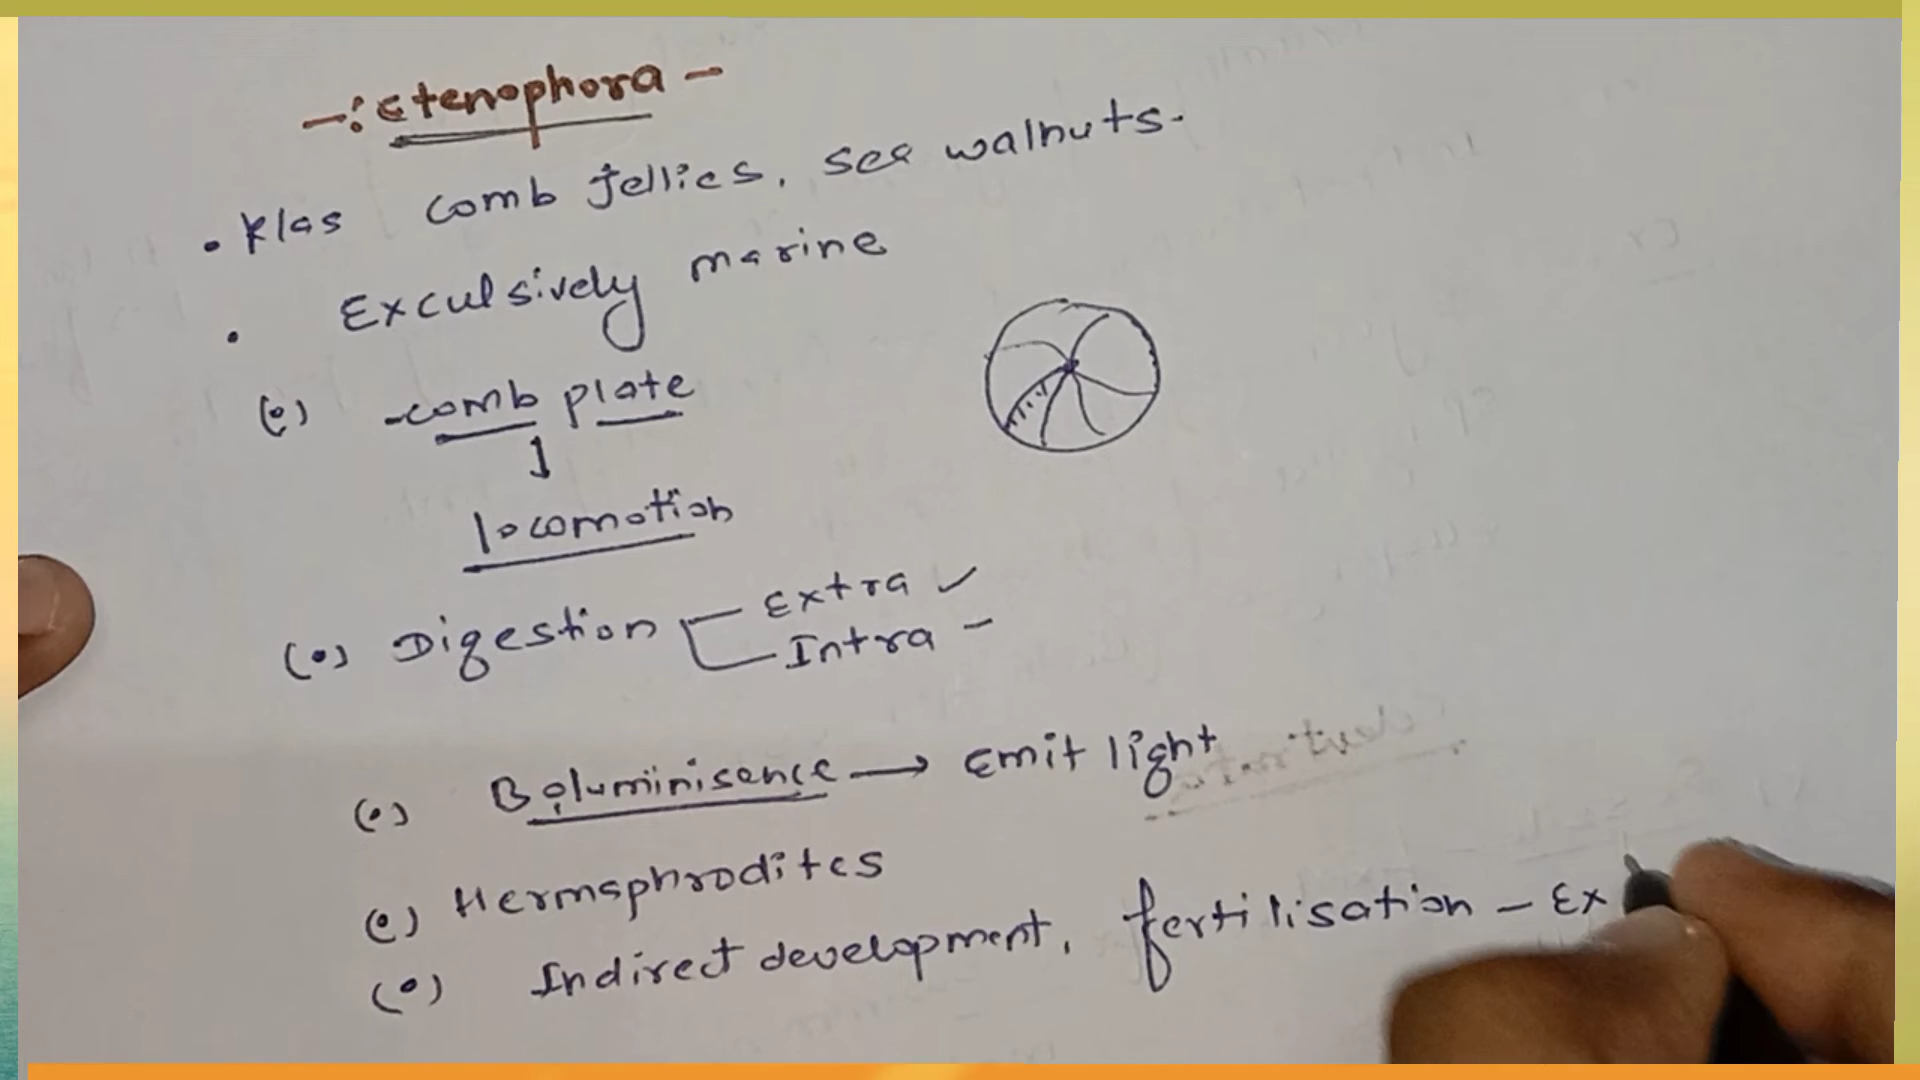 -: Ctenophora -
• Klas comb jellies, sea walnuts.
• Exculsively marine
(•) comb plate
locomotion
(•) Digestion Extra ✓
Intra -
(•) Boluminisence → Emit light
(•) Hermaphrodites
(•) Indirect development, fertilisation - Ex